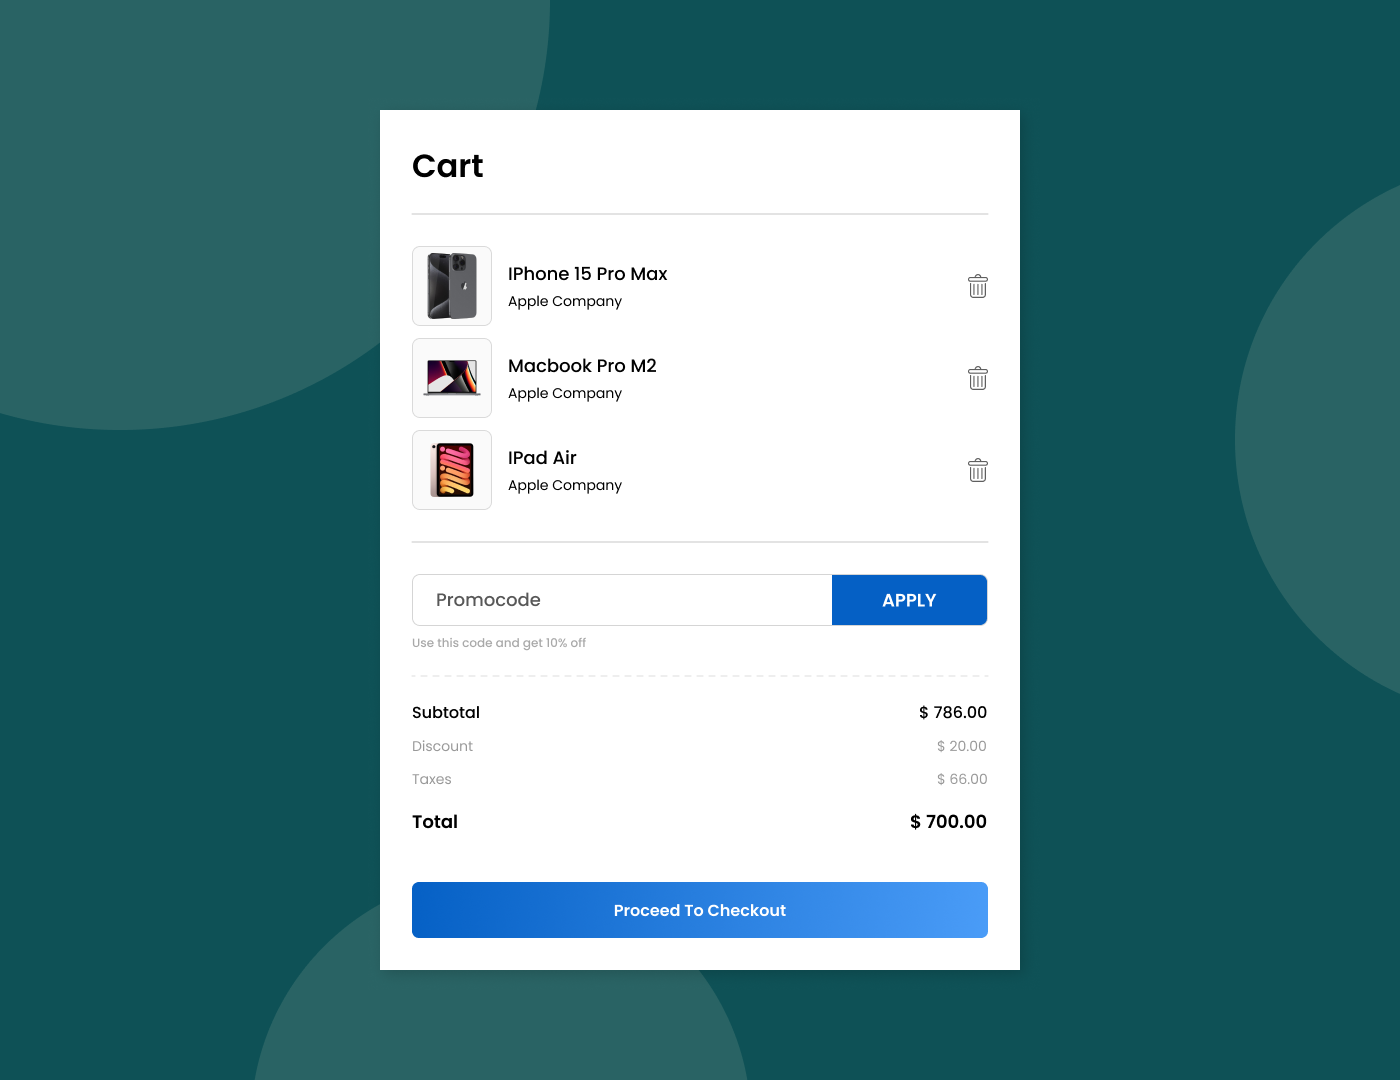 Cart
IPhone 15 Pro Max
Apple Company
Macbook Pro M2
Apple Company
IPad Air
Apple Company
Promocode APPLY
Use this code and get 10% off
Subtotal $ 786.00
Discount $ 20.00
Taxes $ 66.00
Total $ 700.00
Proceed To Checkout